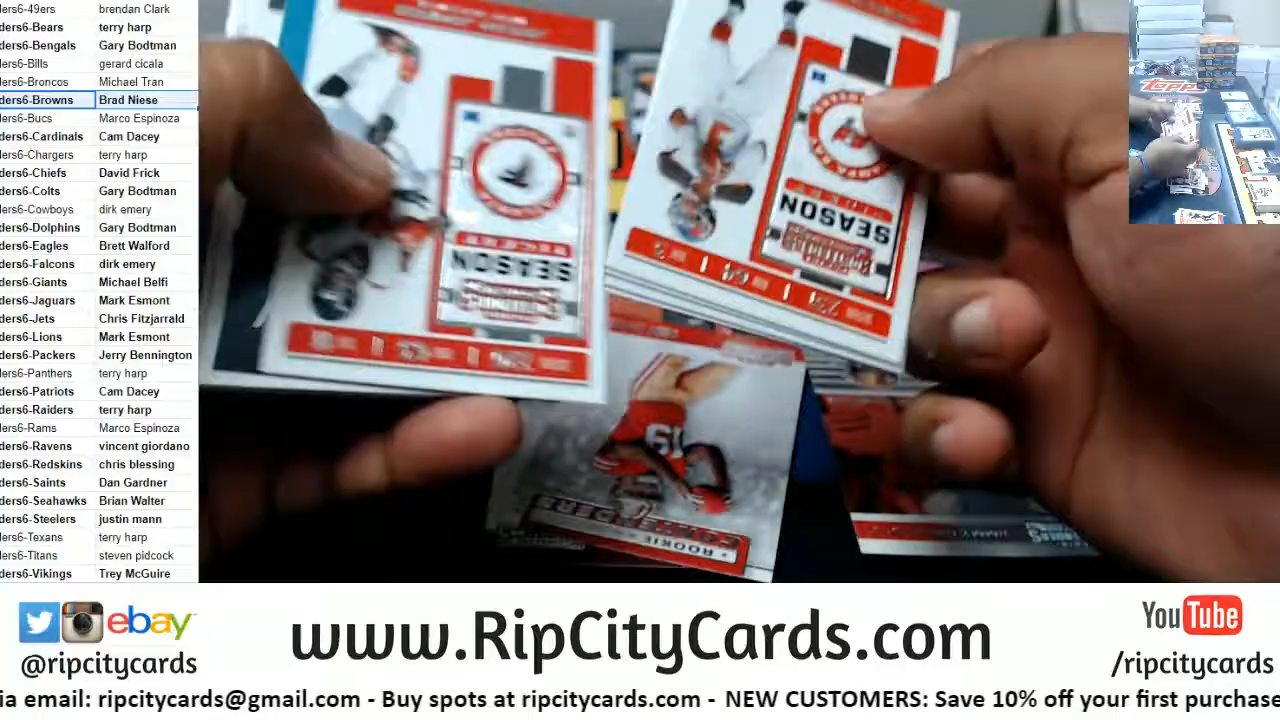 ders6-49ers brendan Clark
ders6-Bears terry harp
ders6-Bengals Gary Bodtman
ders6-Bills gerard cicala
ders6-Broncos Michael Tran
ders6-Browns Brad Niese
ders6-Bucs Marco Espinoza
ders6-Cardinals Cam Dacey
lers6-Chargers terry harp
ders6-Chiefs David Frick
ders6-Colts Gary Bodtman
lers6-Cowboys dirk emery
ders6-Dolphins Gary Bodtman
ders6-Eagles Brett Walford
ders6-Falcons dirk emery
ders6-Giants Michael Belfi
ders6-Jaguars Mark Esmont
ders6-Jets Chris Fitzjarrald
ders6-Lions Mark Esmont
ders6-Packers Jerry Bennington
ders6-Panthers terry harp
ders6-Patriots Cam Dacey
ders6-Raiders terry harp
ders6-Rams Marco Espinoza
ders6-Ravens vincent giordano
ders6-Redskins chris blessing
ders6-Saints Dan Gardner
ders6-Seahawks Brian Walter
ders6-Steelers justin mann
ders6-Texans terry harp
ders6-Titans steven pidcock
ders6-Vikings Trey McGuire
SEASON
TICKET
SEASON
19
ROOKIE
CONTENDERS
Topps
ebay
@ripcitycards
www.RipCityCards.com
YouTube
/ripcitycards
ia email: ripcitycards@gmail.com - Buy spots at ripcitycards.com - NEW CUSTOMERS: Save 10% off your first purchase